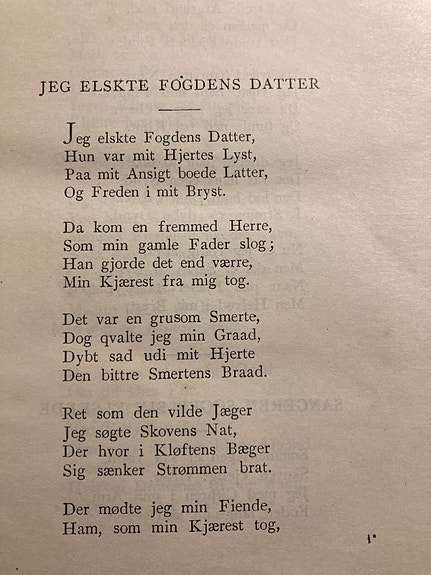 JEG ELSKTE FOGDENS DATTER
Jeg elskte Fogdens Datter,
Hun var mit Hjertes Lyst,
Paa mit Ansigt boede Latter,
Og Freden i mit Bryst.
Da kom en fremmed Herre,
Som min gamle Fader slog;
Han gjorde det end værre,
Min Kjærest fra mig tog.
Det var en grusom Smerte,
Dog qvalte jeg min Graad,
Dybt sad udi mit Hjerte
Den bittre Smertens Braad.
Ret som den vilde Jæger
Jeg søgte Skovens Nat,
Der hvor i Kløftens Bæger
Sig sænker Strømmen brat.
Der mødte jeg min Fiende,
Ham, som min Kjærest tog,